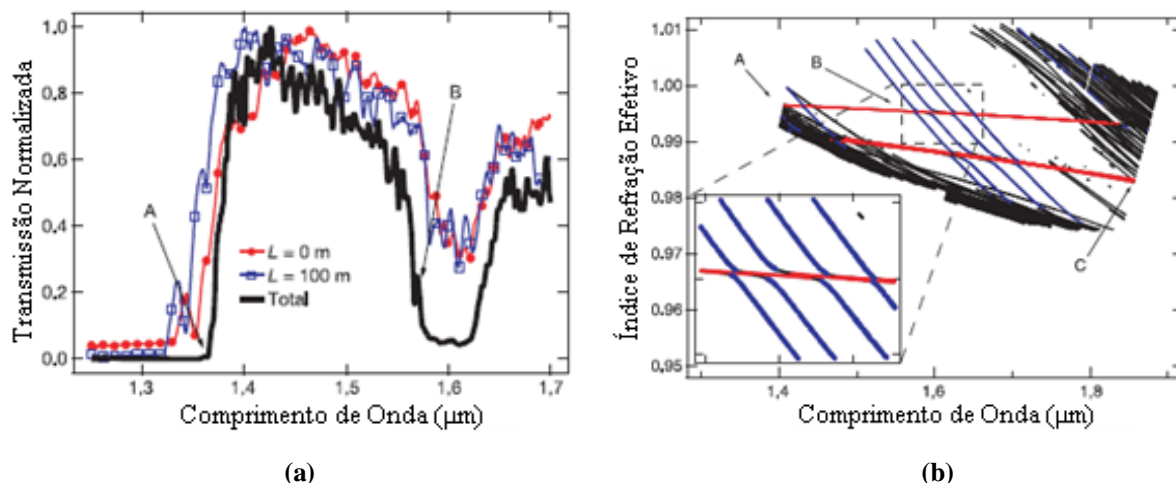 1,0
0,8
0,6
0,4
0,2
0,0
Transmissão Normalizada
A
B
L = 0 m
L = 100 m
Total
1,3
1,4
1,5
1,6
1,7
Comprimento de Onda (μm)
(a)
1.01
1.00
0.99
0.98
0.97
0.96
0.95
Índice de Refração Efetivo
A
B
C
1,4
1,6
1,8
Comprimento de Onda (μm)
(b)